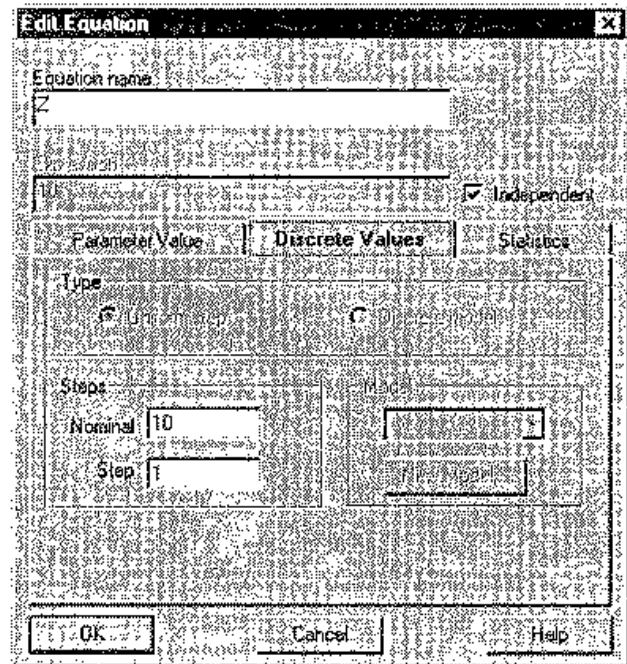 Edit Equation
Equation name
Z
10
Independent
Parameter Value Discrete Values Statistics
Type
Steps Model
Nominal 10
Step 1
OK Cancel Help